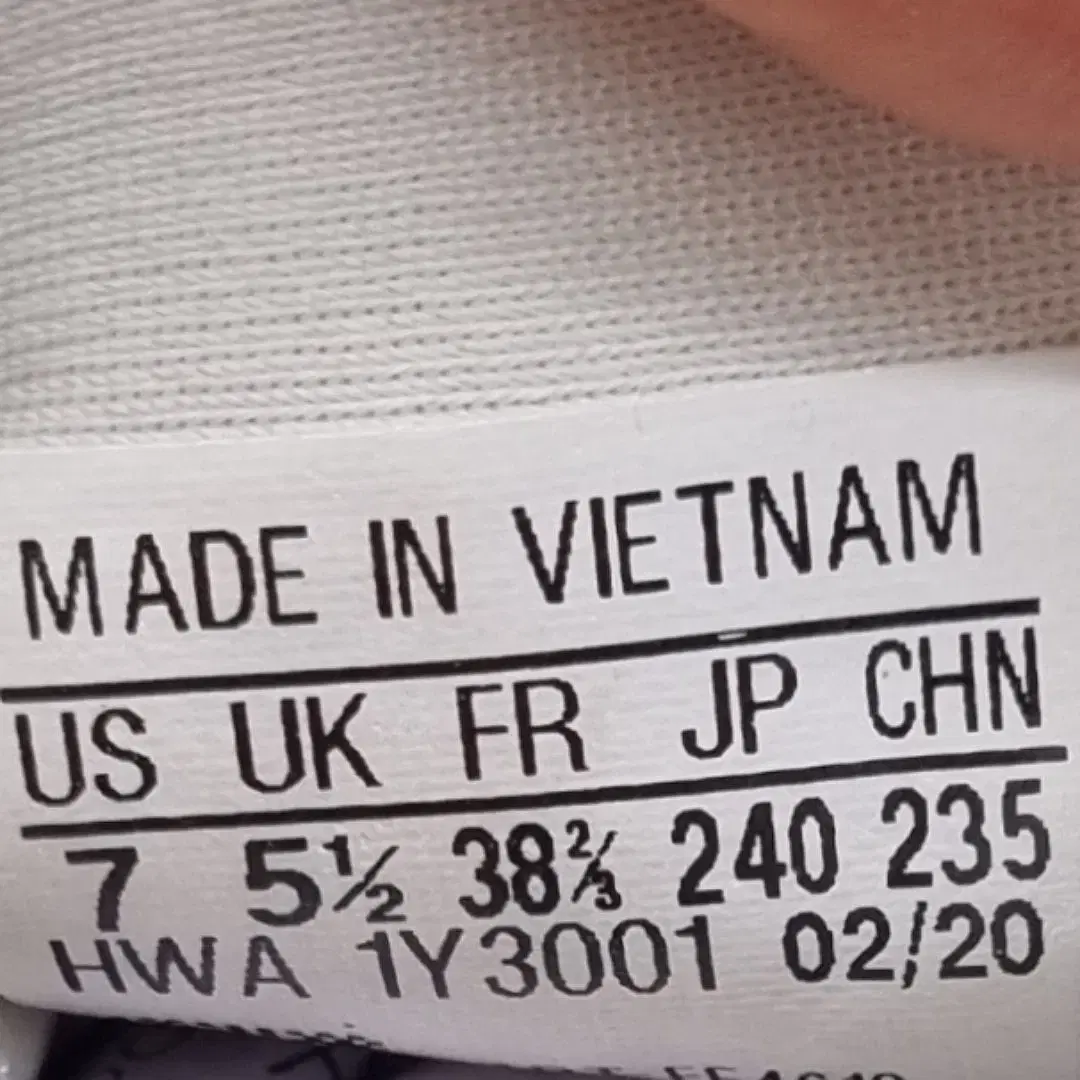 MADE IN VIETNAM
US UK FR JP CHN
7 5½ 38⅔ 240 235
HWA 1Y3001 02/20